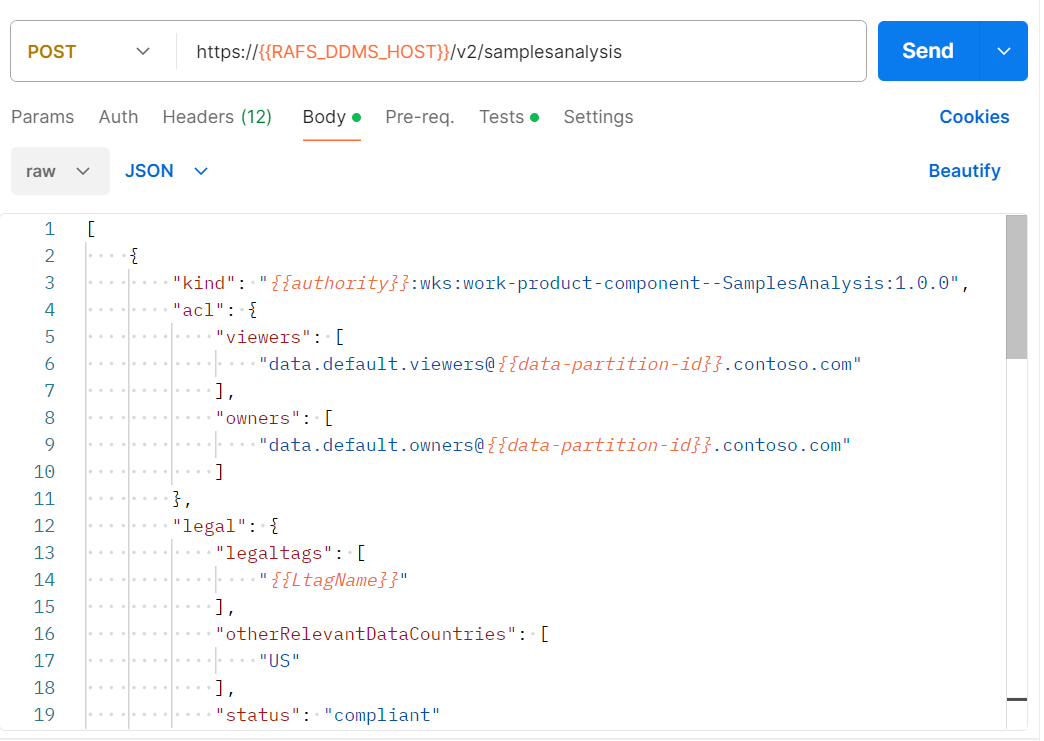 POST https://{{RAFS_DDMS_HOST}}/v2/samplesanalysis Send
Params Auth Headers (12) Body Pre-req. Tests Settings Cookies
raw JSON Beautify
1 [
2 {
3 "kind": "{{authority}}:wks:work-product-component--SamplesAnalysis:1.0.0",
4 "acl": {
5 "viewers": [
6 "data.default.viewers@{{data-partition-id}}.contoso.com"
7 ],
8 "owners": [
9 "data.default.owners@{{data-partition-id}}.contoso.com"
10 ]
11 },
12 "legal": {
13 "legaltags": [
14 "{{LtagName}}"
15 ],
16 "otherRelevantDataCountries": [
17 "US"
18 ],
19 "status": "compliant"